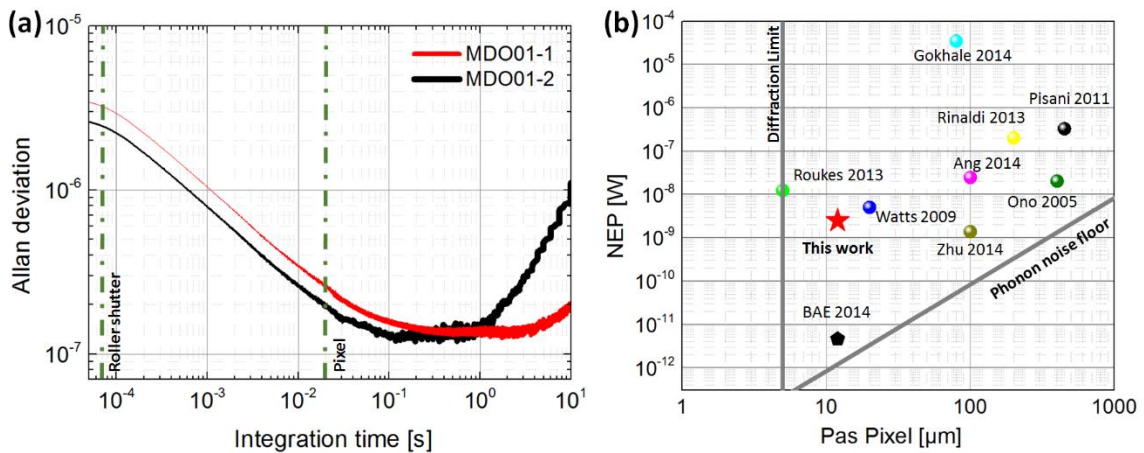 (a)
10^-5
10^-6
10^-7
Allan deviation
MDO01-1
MDO01-2
Roller shutter
Pixel
10^-4
10^-3
10^-2
10^-1
10^0
10^1
Integration time [s]
(b)
10^-4
10^-5
10^-6
10^-7
10^-8
10^-9
10^-10
10^-11
10^-12
NEP [W]
Diffraction Limit
Gokhale 2014
Pisani 2011
Rinaldi 2013
Ang 2014
Roukes 2013
Ono 2005
Watts 2009
This work
Zhu 2014
Phonon noise floor
BAE 2014
1
10
100
1000
Pas Pixel [µm]